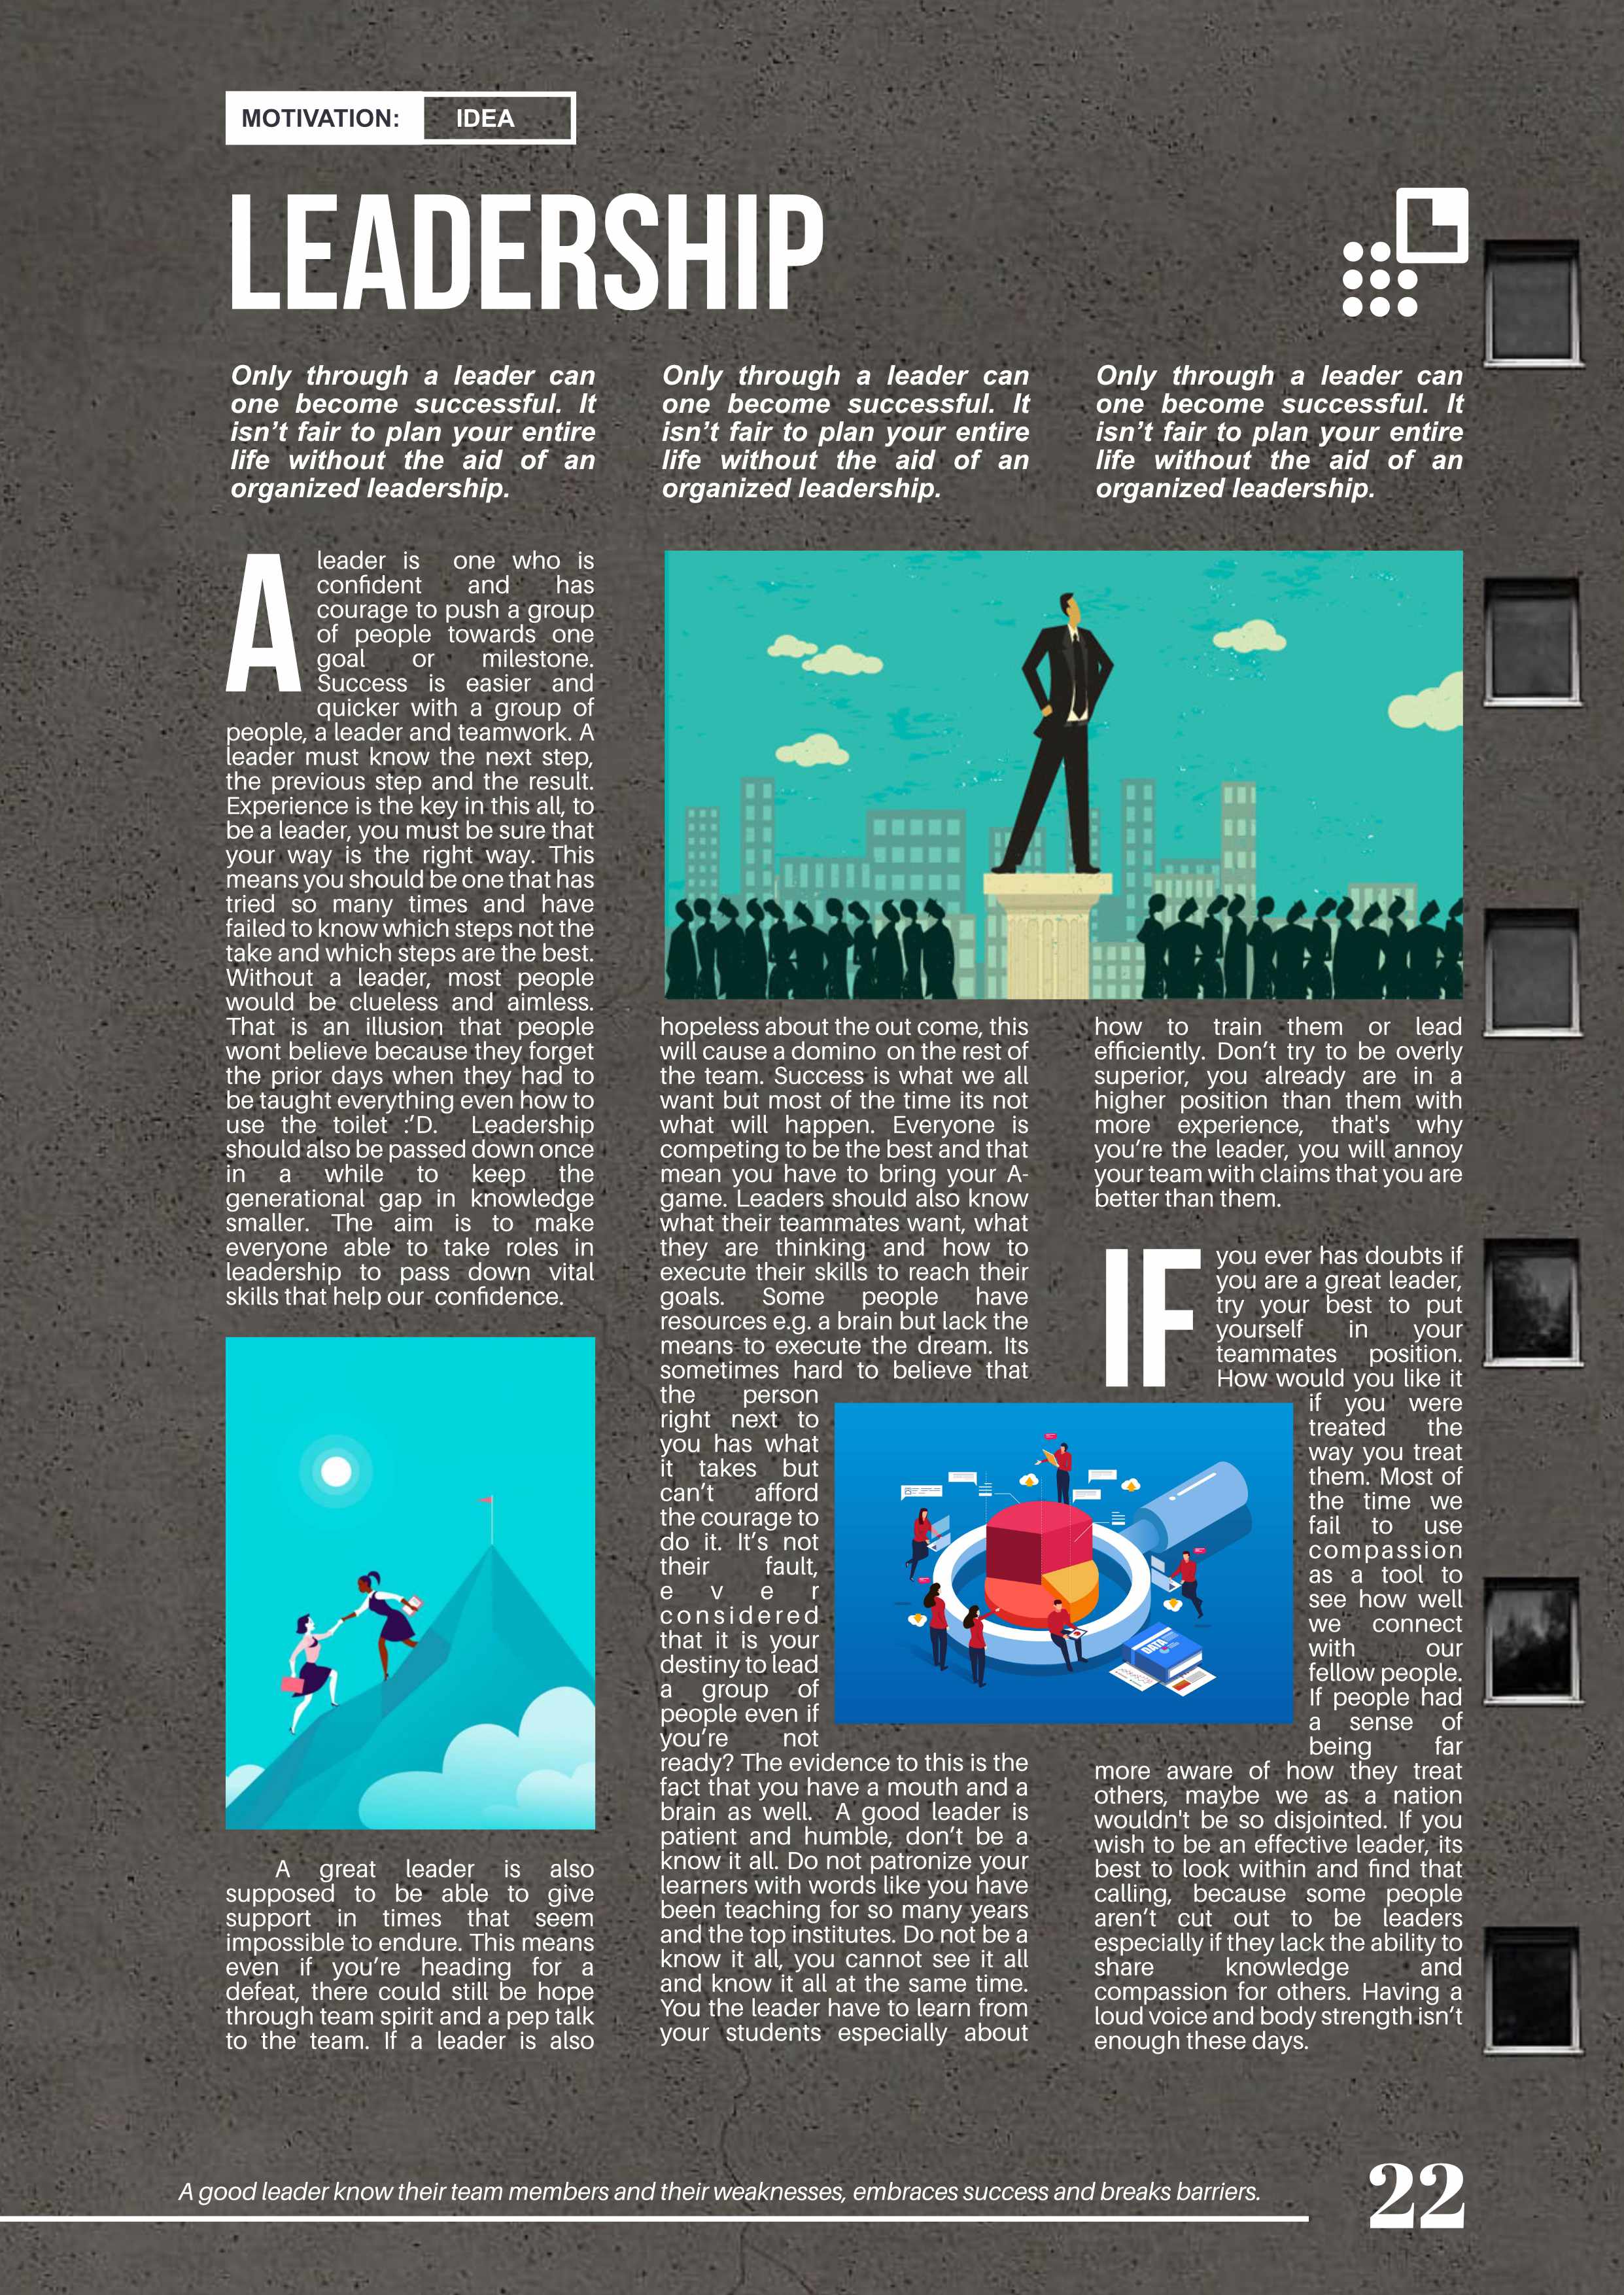 MOTIVATION: IDEA
LEADERSHIP
Only through a leader can
one become successful. It
isn't fair to plan your entire
life without the aid of an
organized leadership.
Only through a leader can
one become successful. It
isn't fair to plan your entire
life without the aid of an
organized leadership.
Only through a leader can
one become successful. It
isn't fair to plan your entire
life without the aid of an
organized leadership.
A leader is one who is
confident and has
courage to push a group
of people towards one
goal or milestone.
Success is easier and
quicker with a group of
people, a leader and teamwork. A
leader must know the next step,
the previous step and the result.
Experience is the key in this all, to
be a leader, you must be sure that
your way is the right way. This
means you should be one that has
tried so many times and have
failed to know which steps not the
take and which steps are the best.
Without a leader, most people
would be clueless and aimless.
That is an illusion that people
wont believe because they forget
the prior days when they had to
be taught everything even how to
use the toilet :'D. Leadership
should also be passed down once
in a while to keep the
generational gap in knowledge
smaller. The aim is to make
everyone able to take roles in
leadership to pass down vital
skills that help our confidence.
A great leader is also
supposed to be able to give
support in times that seem
impossible to endure. This means
even if you're heading for a
defeat, there could still be hope
through team spirit and a pep talk
to the team. If a leader is also
hopeless about the out come, this
will cause a domino on the rest of
the team. Success is what we all
want but most of the time its not
what will happen. Everyone is
competing to be the best and that
mean you have to bring your A-
game. Leaders should also know
what their teammates want, what
they are thinking and how to
execute their skills to reach their
goals. Some people have
resources e.g. a brain but lack the
means to execute the dream. Its
sometimes hard to believe that
the person
right next to
you has what
it takes but
can't afford
the courage to
do it. It's not
their fault,
ever
considered
that it is your
destiny to lead
a group of
people even if
you're not
ready? The evidence to this is the
fact that you have a mouth and a
brain as well. A good leader is
patient and humble, don't be a
know it all. Do not patronize your
learners with words like you have
been teaching for so many years
and the top institutes. Do not be a
know it all, you cannot see it all
and know it all at the same time.
You the leader have to learn from
your students especially about
DATA
how to train them or lead
efficiently. Don't try to be overly
superior, you already are in a
higher position than them with
more experience, that's why
you're the leader, you will annoy
your team with claims that you are
better than them.
IF you ever has doubts if
you are a great leader,
try your best to put
yourself in your
teammates position.
How would you like it
if you were
treated the
way you treat
them. Most of
the time we
fail to use
compassion
as a tool to
see how well
we connect
with our
fellow people.
If people had
a sense of
being far
more aware of how they treat
others, maybe we as a nation
wouldn't be so disjointed. If you
wish to be an effective leader, its
best to look within and find that
calling, because some people
aren't cut out to be leaders
especially if they lack the ability to
share knowledge and
compassion for others. Having a
loud voice and body strength isn't
enough these days.
A good leader know their team members and their weaknesses, embraces success and breaks barriers.
22